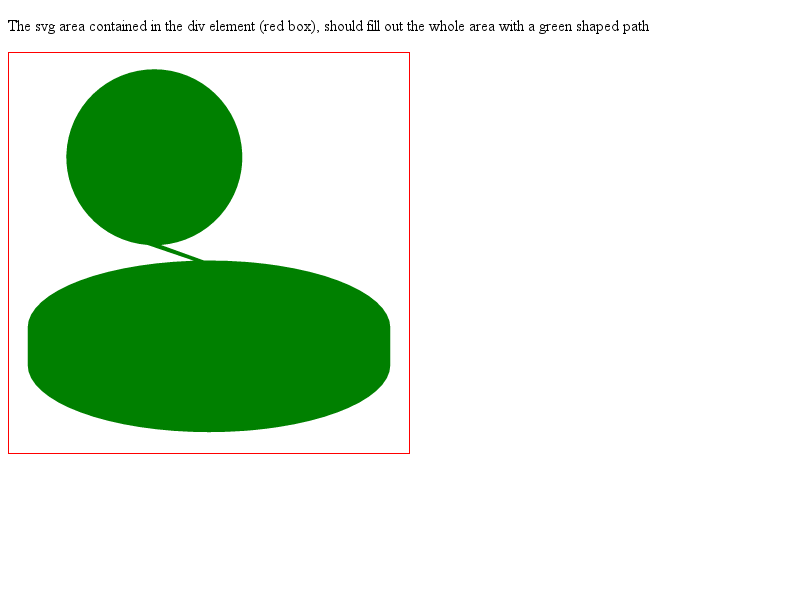 The svg area contained in the div element (red box), should fill out the whole area with a green shaped path